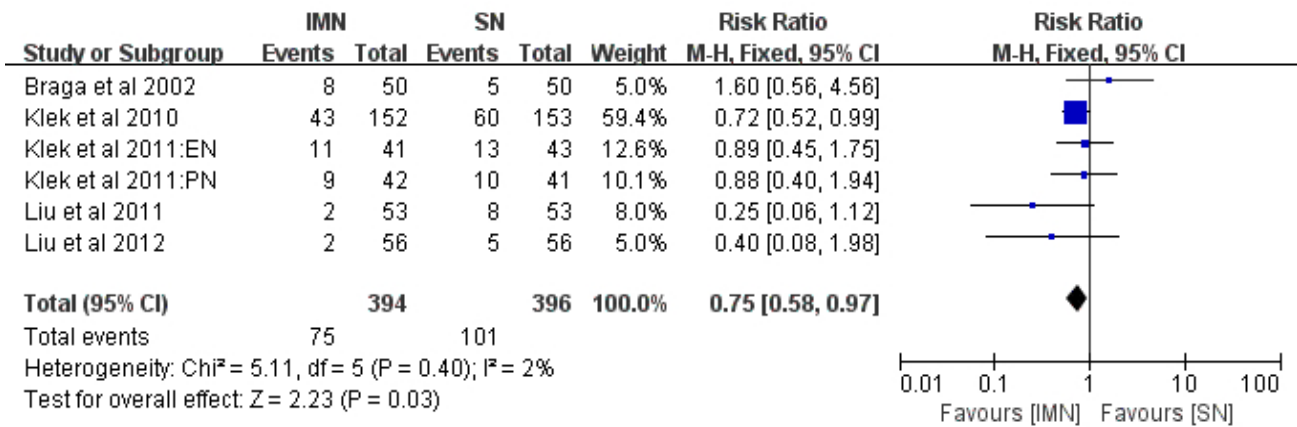 IMN SN Risk Ratio Risk Ratio
Study or Subgroup Events Total Events Total Weight M-H, Fixed, 95% CI M-H, Fixed, 95% CI
Braga et al 2002 8 50 5 50 5.0% 1.60 [0.56, 4.56]
Klek et al 2010 43 152 60 153 59.4% 0.72 [0.52, 0.99]
Klek et al 2011:EN 11 41 13 43 12.6% 0.89 [0.45, 1.75]
Klek et al 2011:PN 9 42 10 41 10.1% 0.88 [0.40, 1.94]
Liu et al 2011 2 53 8 53 8.0% 0.25 [0.06, 1.12]
Liu et al 2012 2 56 5 56 5.0% 0.40 [0.08, 1.98]
Total (95% CI) 394 396 100.0% 0.75 [0.58, 0.97]
Total events 75 101
Heterogeneity: Chi² = 5.11, df = 5 (P = 0.40); I² = 2%
Test for overall effect: Z = 2.23 (P = 0.03)
0.01 0.1 1 10 100
Favours [IMN] Favours [SN]